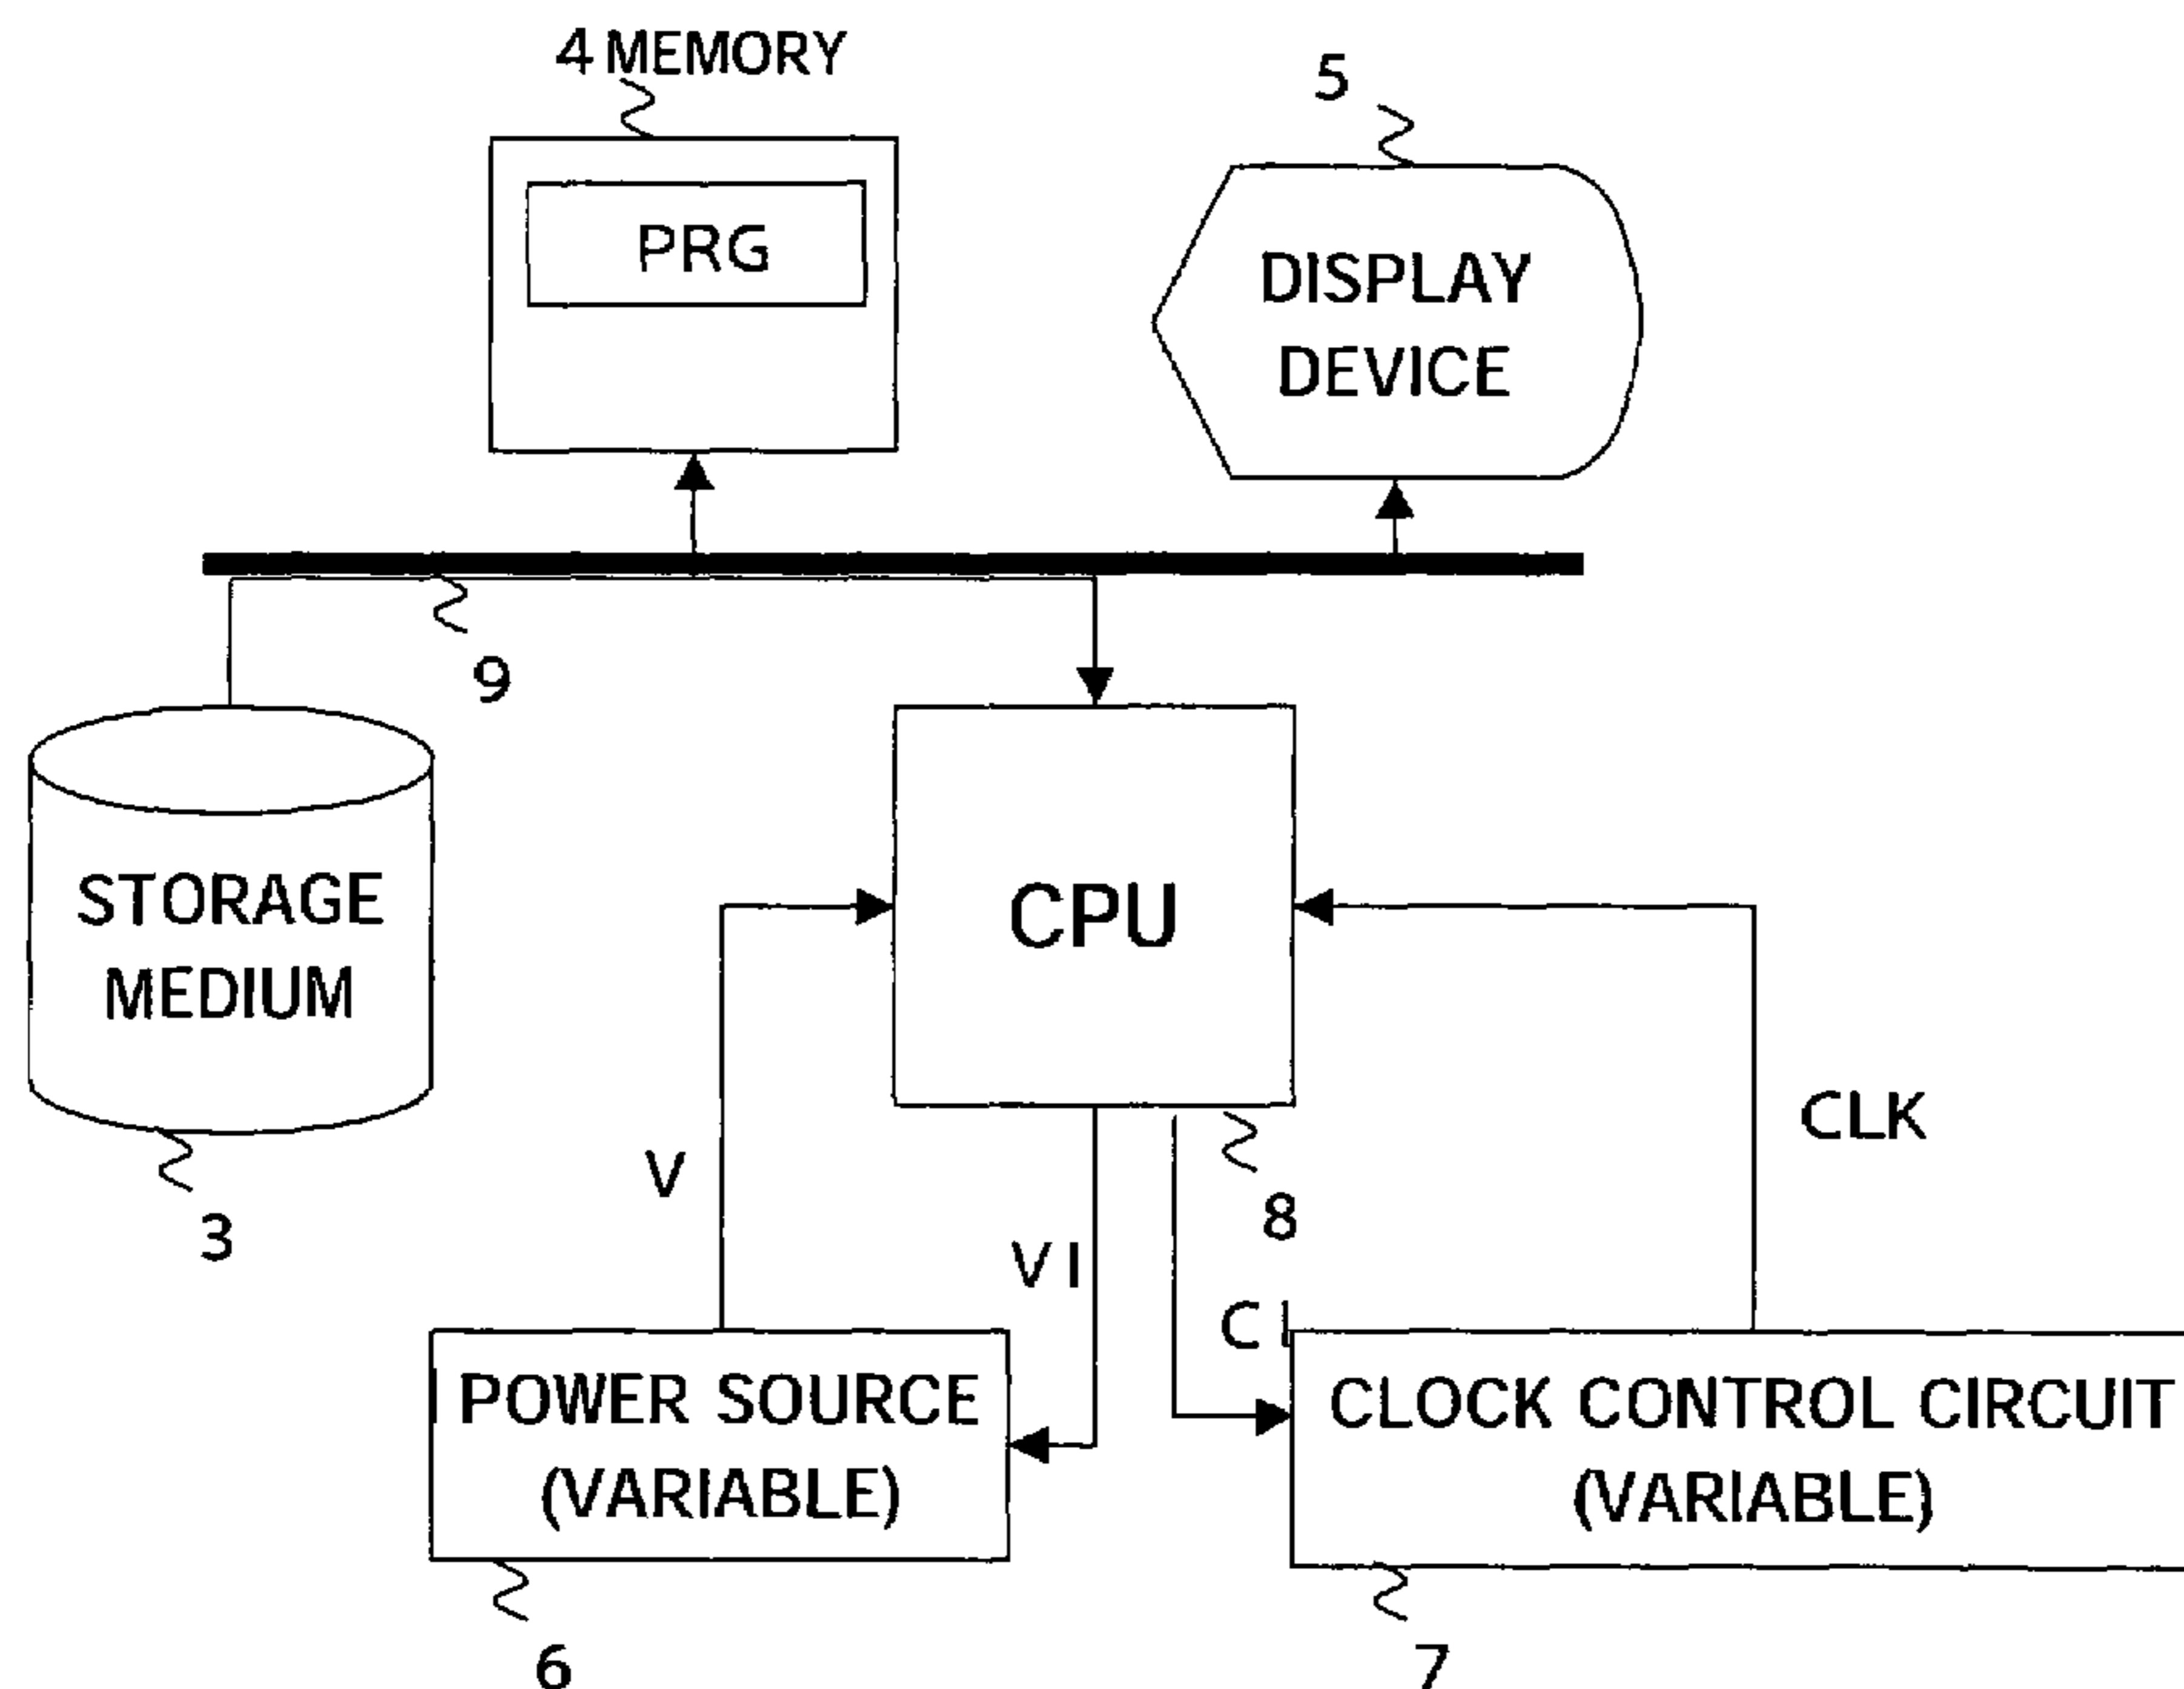 4 MEMORY
5
PRG
DISPLAY
DEVICE
9
STORAGE
MEDIUM
CPU
CLK
V
8
3
VI
CI
POWER SOURCE
(VARIABLE)
CLOCK CONTROL CIRCUIT
(VARIABLE)
6
7